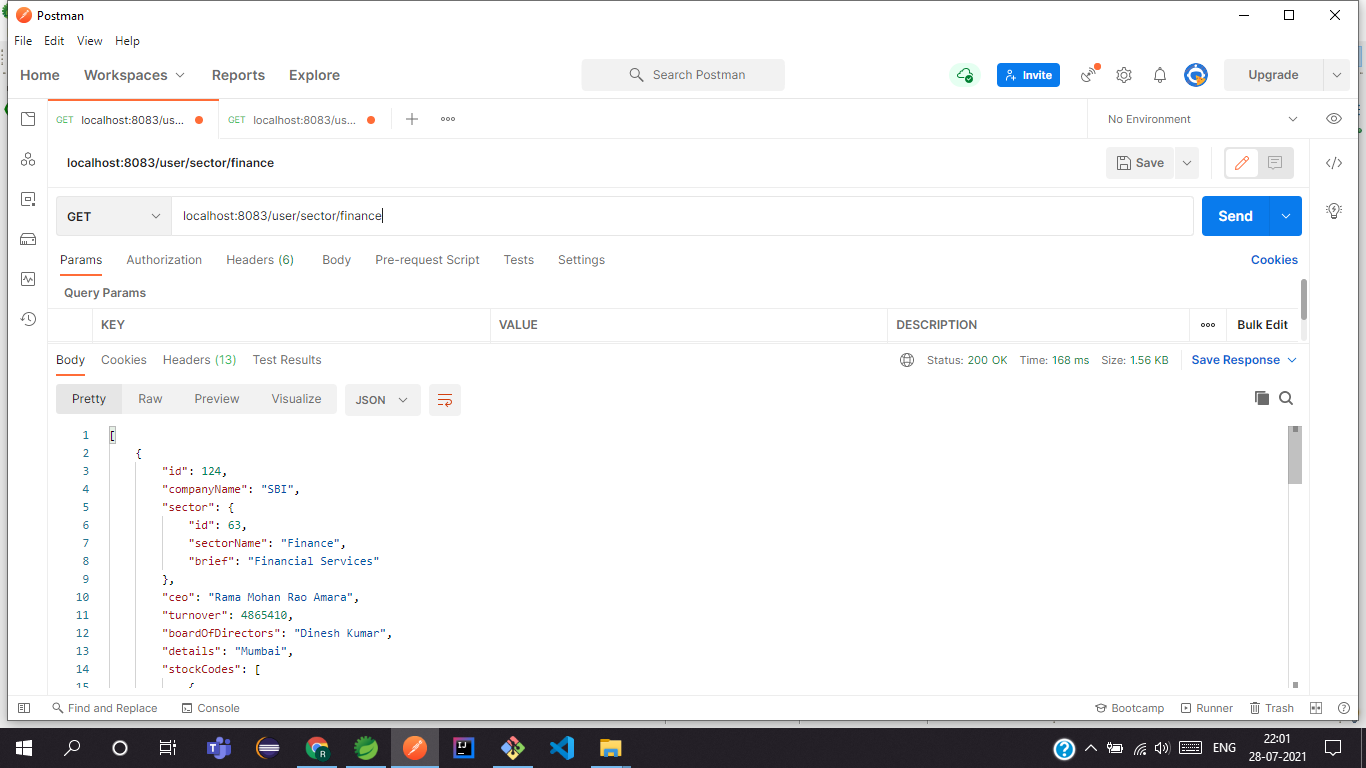 Postman
File Edit View Help
Home Workspaces Reports Explore Search Postman Invite Upgrade
GET localhost:8083/us... GET localhost:8083/us... No Environment
localhost:8083/user/sector/finance Save
GET localhost:8083/user/sector/finance Send
Params Authorization Headers (6) Body Pre-request Script Tests Settings Cookies
Query Params
KEY VALUE DESCRIPTION Bulk Edit
Body Cookies Headers (13) Test Results Status: 200 OK Time: 168 ms Size: 1.56 KB Save Response
Pretty Raw Preview Visualize JSON
1 [
2 {
3 "id": 124,
4 "companyName": "SBI",
5 "sector": {
6 "id": 63,
7 "sectorName": "Finance",
8 "brief": "Financial Services"
9 },
10 "ceo": "Rama Mohan Rao Amara",
11 "turnover": 4865410,
12 "boardOfDirectors": "Dinesh Kumar",
13 "details": "Mumbai",
14 "stockCodes": [
15 {
Find and Replace Console Bootcamp Runner Trash
ENG 22:01
28-07-2021